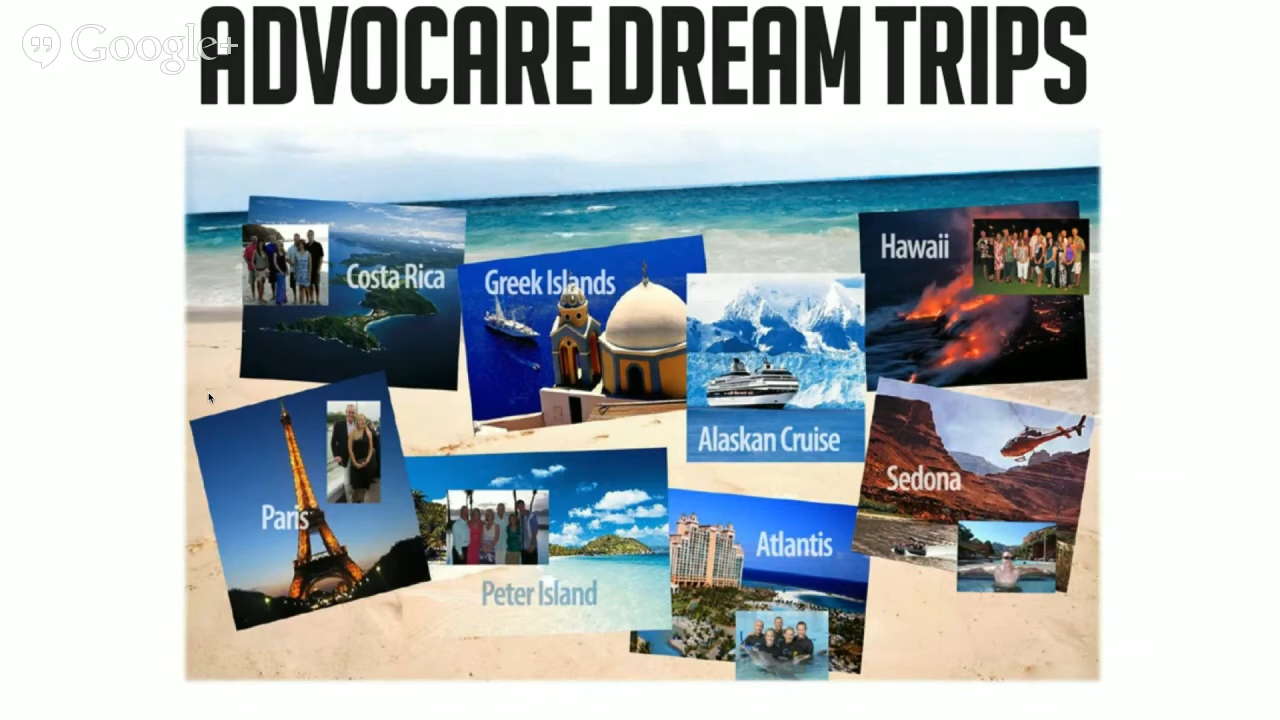 Google+
ADVOCARE DREAM TRIPS
Costa Rica
Greek Islands
Hawaii
Alaskan Cruise
Sedona
Paris
Atlantis
Peter Island